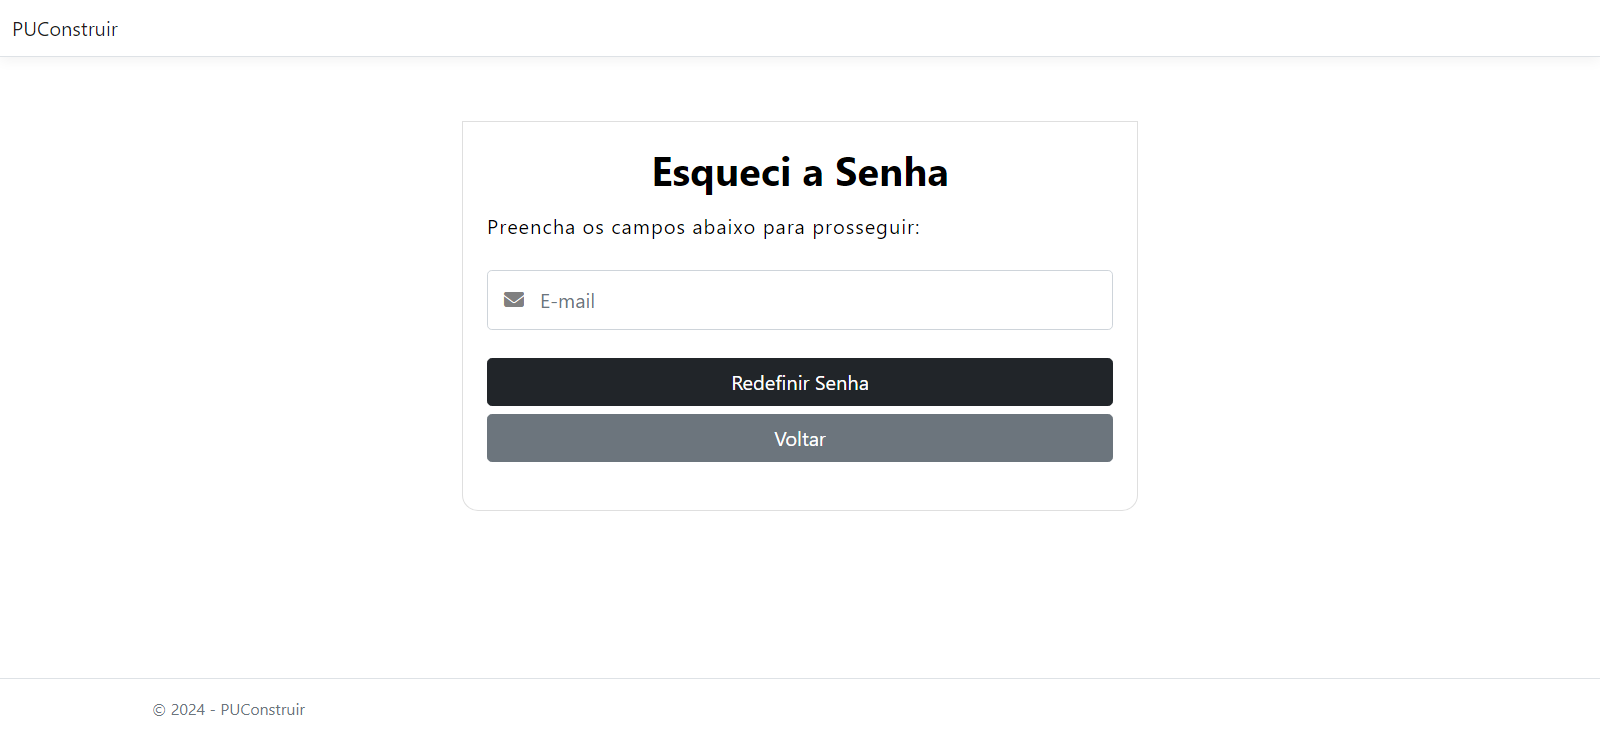 PUConstruir
Esqueci a Senha
Preencha os campos abaixo para prosseguir:
E-mail
Redefinir Senha
Voltar
© 2024 - PUConstruir